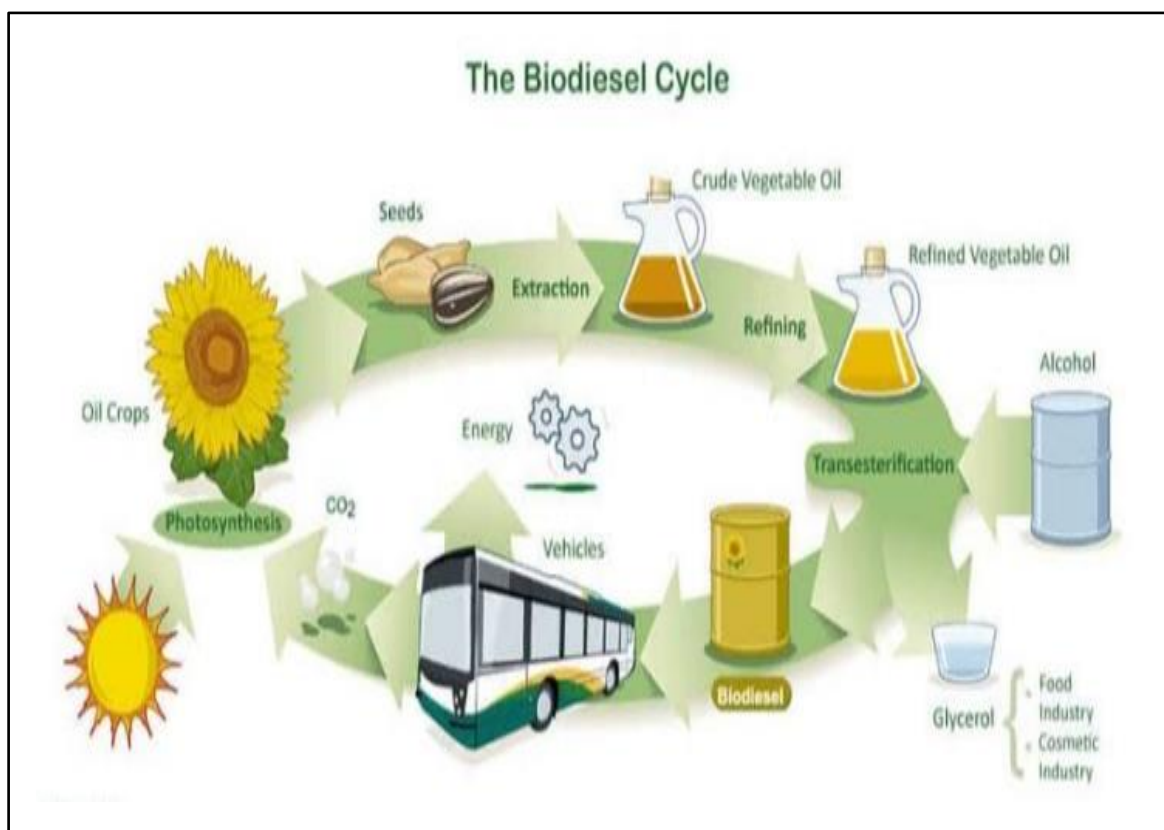 The Biodiesel Cycle
Seeds
Crude Vegetable Oil
Extraction
Refined Vegetable Oil
Refining
Alcohol
Oil Crops
Energy
Transesterification
Photosynthesis
CO₂
Vehicles
Biodiesel
Glycerol
Food
Industry
Cosmetic
Industry